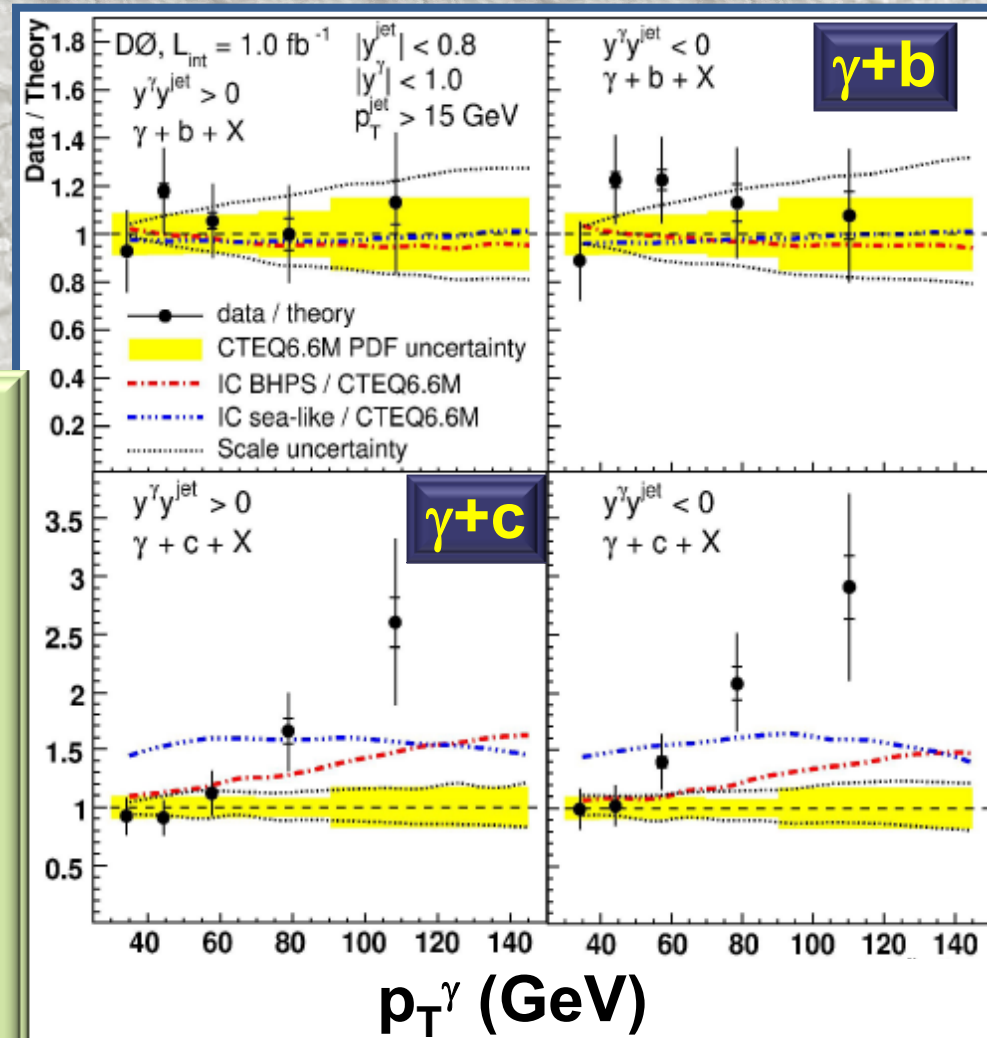 Data / Theory
1.8
1.6
1.4
1.2
1
0.8
0.6
0.4
0.2
DØ, L_int = 1.0 fb⁻¹
y^γ y^jet > 0
γ + b + X
|y^jet| < 0.8
|y^γ| < 1.0
p_T^jet > 15 GeV
data / theory
CTEQ6.6M PDF uncertainty
IC BHPS / CTEQ6.6M
IC sea-like / CTEQ6.6M
Scale uncertainty
y^γ y^jet < 0
γ + b + X
γ+b
3.5
3
2.5
2
1.5
1
0.5
y^γ y^jet > 0
γ + c + X
γ+c
y^γ y^jet < 0
γ + c + X
40 60 80 100 120 140 40 60 80 100 120 140
p_T^γ (GeV)